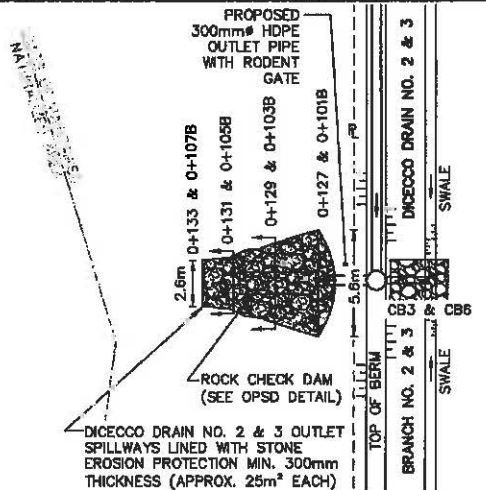 PROPOSED
300mmø HDPE
OUTLET PIPE
WITH RODENT
GATE
0+133 & 0+107B
0+131 & 0+105B
0+129 & 0+103B
0+127 & 0+101B
DICECCO DRAIN NO. 2 & 3
SWALE
2.6m
5.6m
CB3 & CB6
ROCK CHECK DAM
(SEE OPSD DETAIL)
TOP OF BERM
BRANCH NO. 2 & 3
SWALE
DICECCO DRAIN NO. 2 & 3 OUTLET
SPILLWAYS LINED WITH STONE
EROSION PROTECTION MIN. 300mm
THICKNESS (APPROX. 25m² EACH)